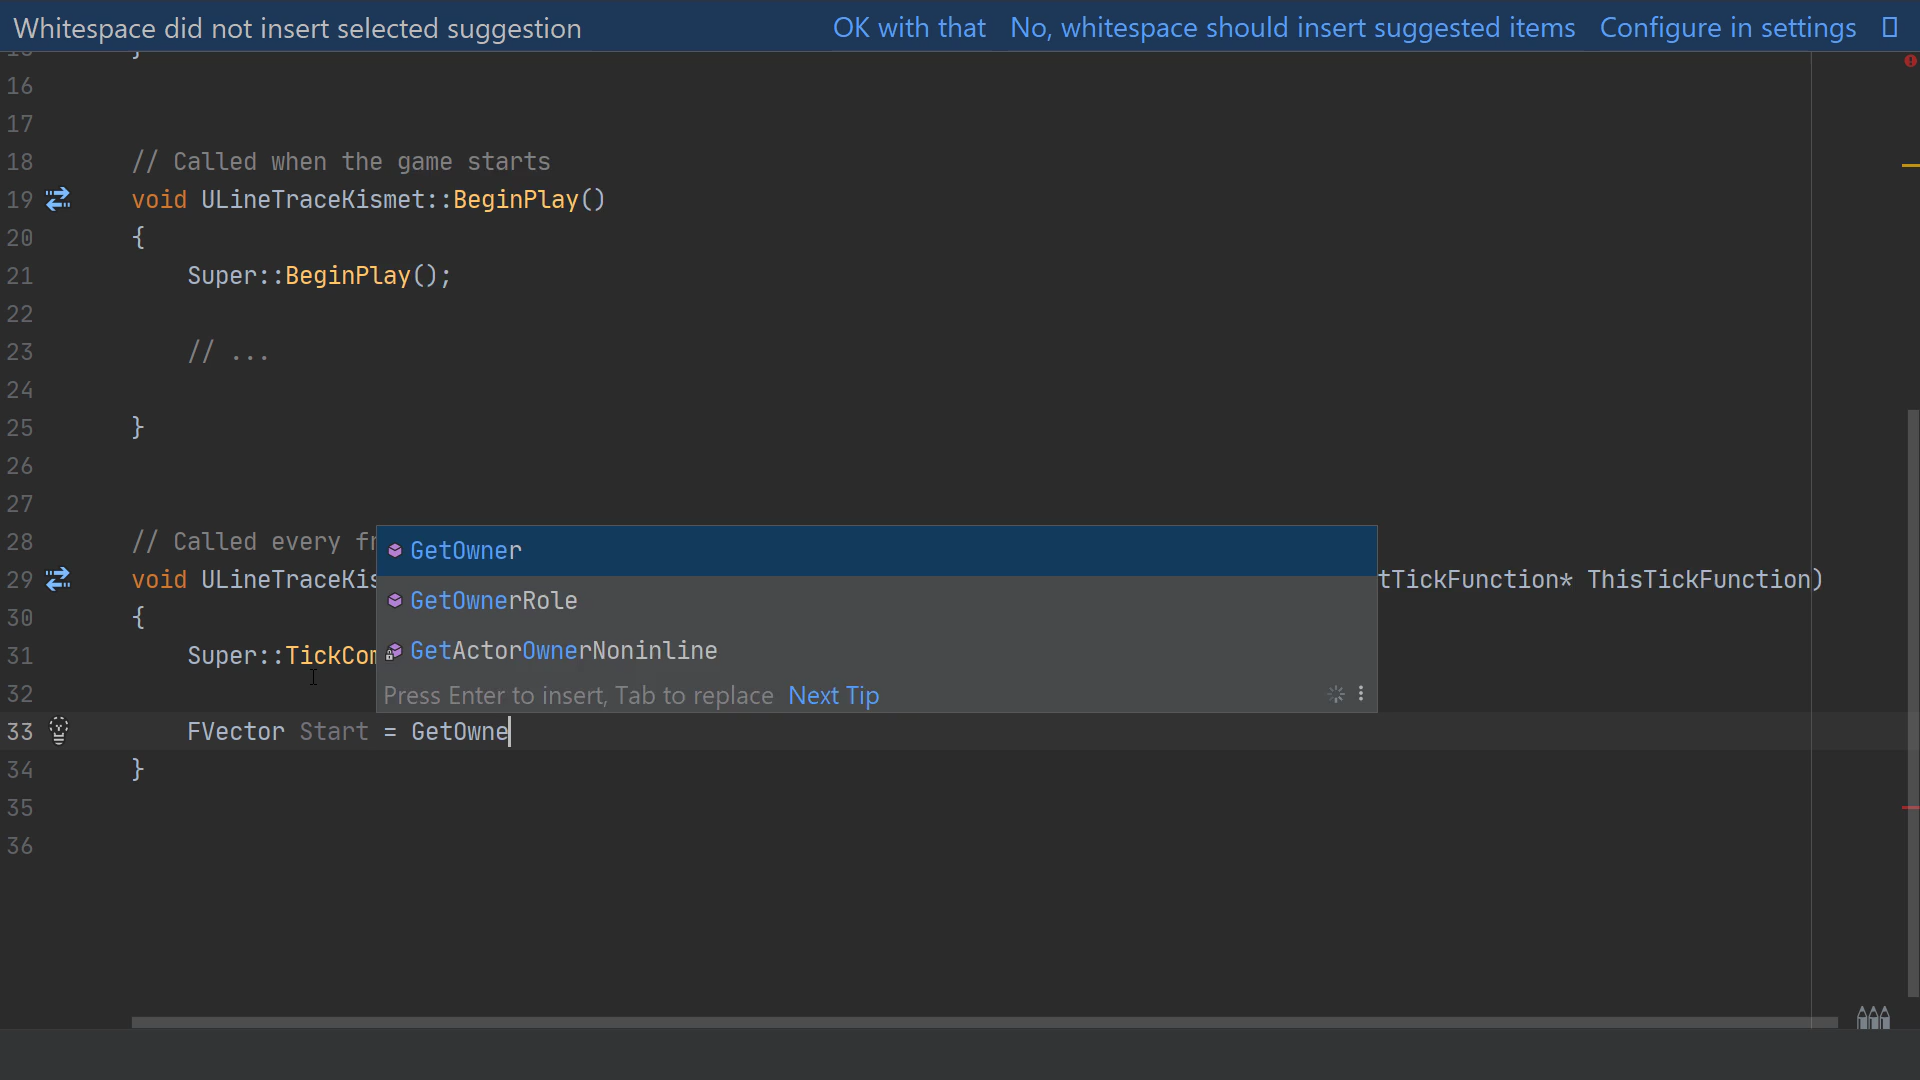 Whitespace did not insert selected suggestion OK with that No, whitespace should insert suggested items Configure in settings
16
17
18 // Called when the game starts
19 void ULineTraceKismet::BeginPlay()
20 {
21 Super::BeginPlay();
22
23 // ...
24
25 }
26
27
28 // Called every fr
GetOwner
29 void ULineTraceKis tTickFunction* ThisTickFunction)
GetOwnerRole
30 {
31 Super::TickCom
GetActorOwnerNoninline
32
Press Enter to insert, Tab to replace Next Tip
33 FVector Start = GetOwne
34 }
35
36